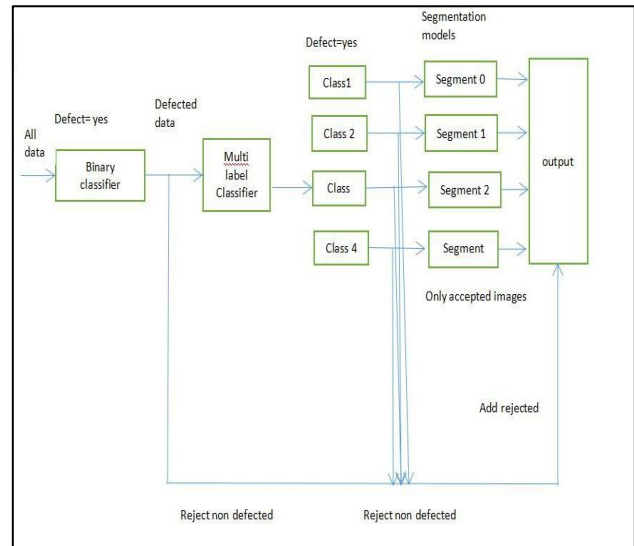 Segmentation
models
Defect=yes
Class1
Segment 0
Defect= yes
Defected
data
All
data
Class 2
Segment 1
Binary
classifier
Multi
label
Classifier
output
Class
Segment 2
Class 4
Segment
Only accepted images
Add rejected
Reject non defected
Reject non defected